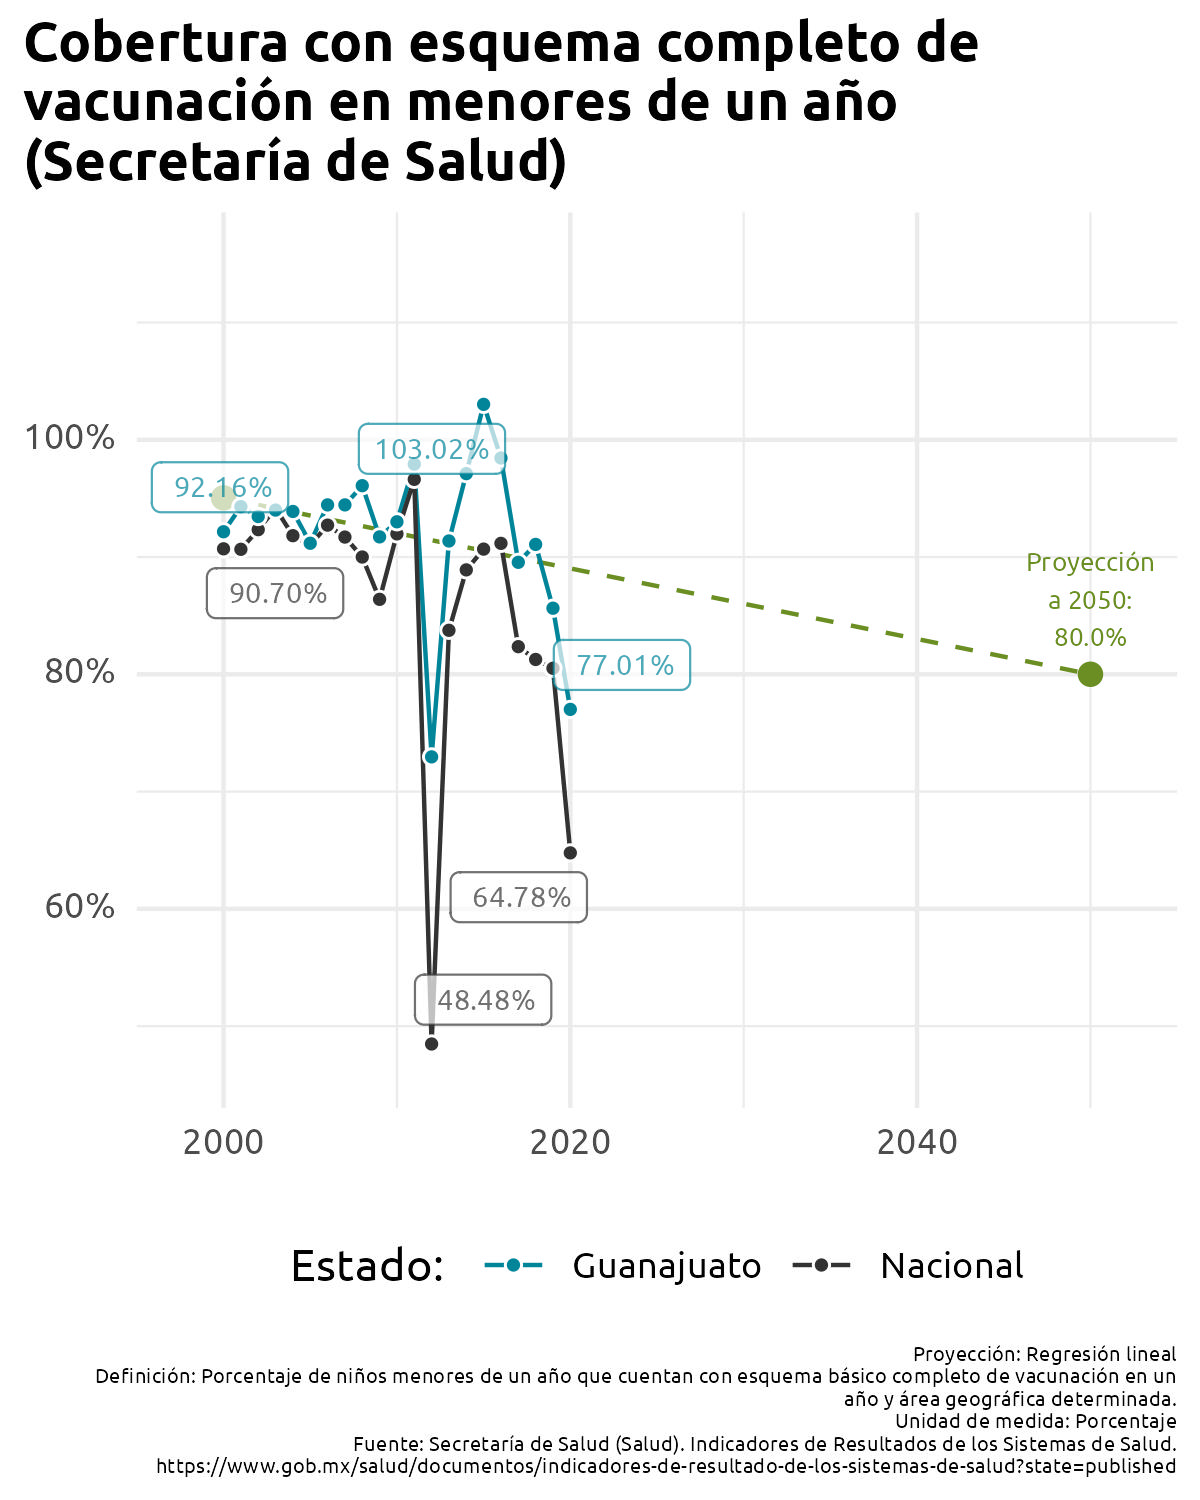 Cobertura con esquema completo de
vacunación en menores de un año
(Secretaría de Salud)
100%
80%
60%
103.02%
92.16%
90.70%
77.01%
64.78%
48.48%
Proyección
a 2050:
80.0%
2000
2020
2040
Estado:
Guanajuato
Nacional
Proyección: Regresión lineal
Definición: Porcentaje de niños menores de un año que cuentan con esquema básico completo de vacunación en un
año y área geográfica determinada.
Unidad de medida: Porcentaje
Fuente: Secretaría de Salud (Salud). Indicadores de Resultados de los Sistemas de Salud.
https://www.gob.mx/salud/documentos/indicadores-de-resultado-de-los-sistemas-de-salud?state=published